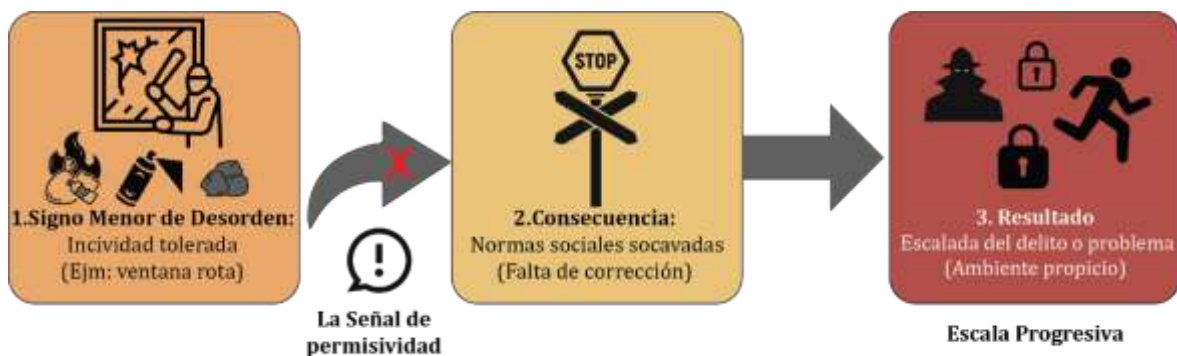 1.Signo Menor de Desorden:
Incividad tolerada
(Ejm: ventana rota)
La Señal de
permisividad
STOP
2.Consecuencia:
Normas sociales socavadas
(Falta de corrección)
3. Resultado
Escalada del delito o problema
(Ambiente propicio)
Escala Progresiva